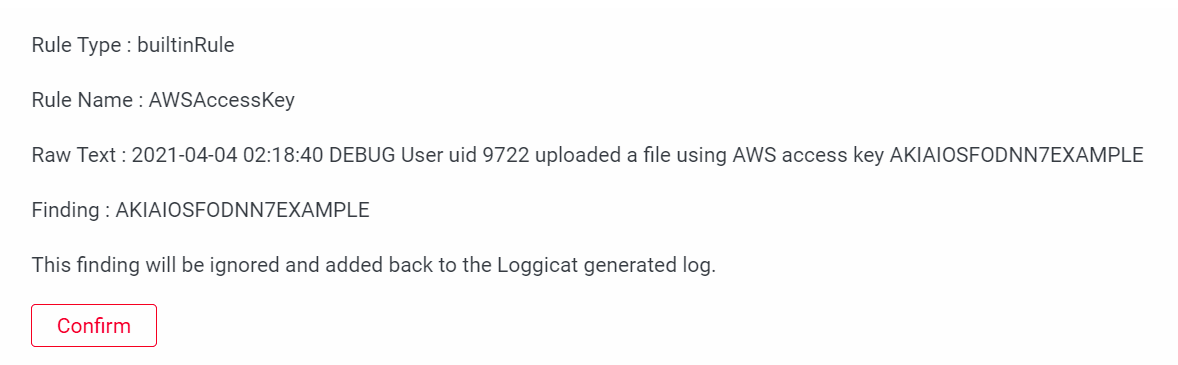 Rule Type : builtinRule
Rule Name : AWSAccessKey
Raw Text : 2021-04-04 02:18:40 DEBUG User uid 9722 uploaded a file using AWS access key AKIAIOSFODNN7EXAMPLE
Finding : AKIAIOSFODNN7EXAMPLE
This finding will be ignored and added back to the Loggicat generated log.
Confirm